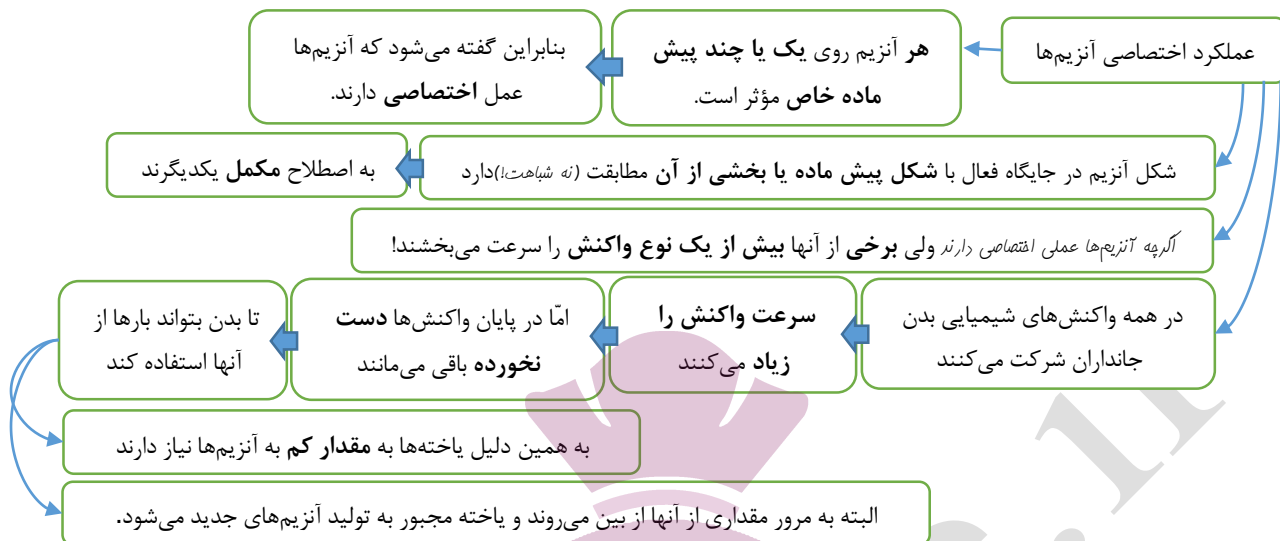 عملکرد اختصاصی آنزیم‌ها
هر آنزیم روی یک یا چند پیش
ماده خاص مؤثر است.
بنابراین گفته می‌شود که آنزیم‌ها
عمل اختصاصی دارند.
شکل آنزیم در جایگاه فعال با شکل پیش ماده یا بخشی از آن مطابقت (نه شباهت!)دارد
به اصطلاح مکمل یکدیگرند
اگرچه آنزیم‌ها عملی اختصاصی دارند ولی برخی از آنها بیش از یک نوع واکنش را سرعت می‌بخشند!
در همه واکنش‌های شیمیایی بدن
جانداران شرکت می‌کنند
سرعت واکنش را
زیاد می‌کنند
امّا در پایان واکنش‌ها دست
نخورده باقی می‌مانند
تا بدن بتواند بارها از
آنها استفاده کند
به همین دلیل یاخته‌ها به مقدار کم به آنزیم‌ها نیاز دارند
البته به مرور مقداری از آنها از بین می‌روند و یاخته مجبور به تولید آنزیم‌های جدید می‌شود.